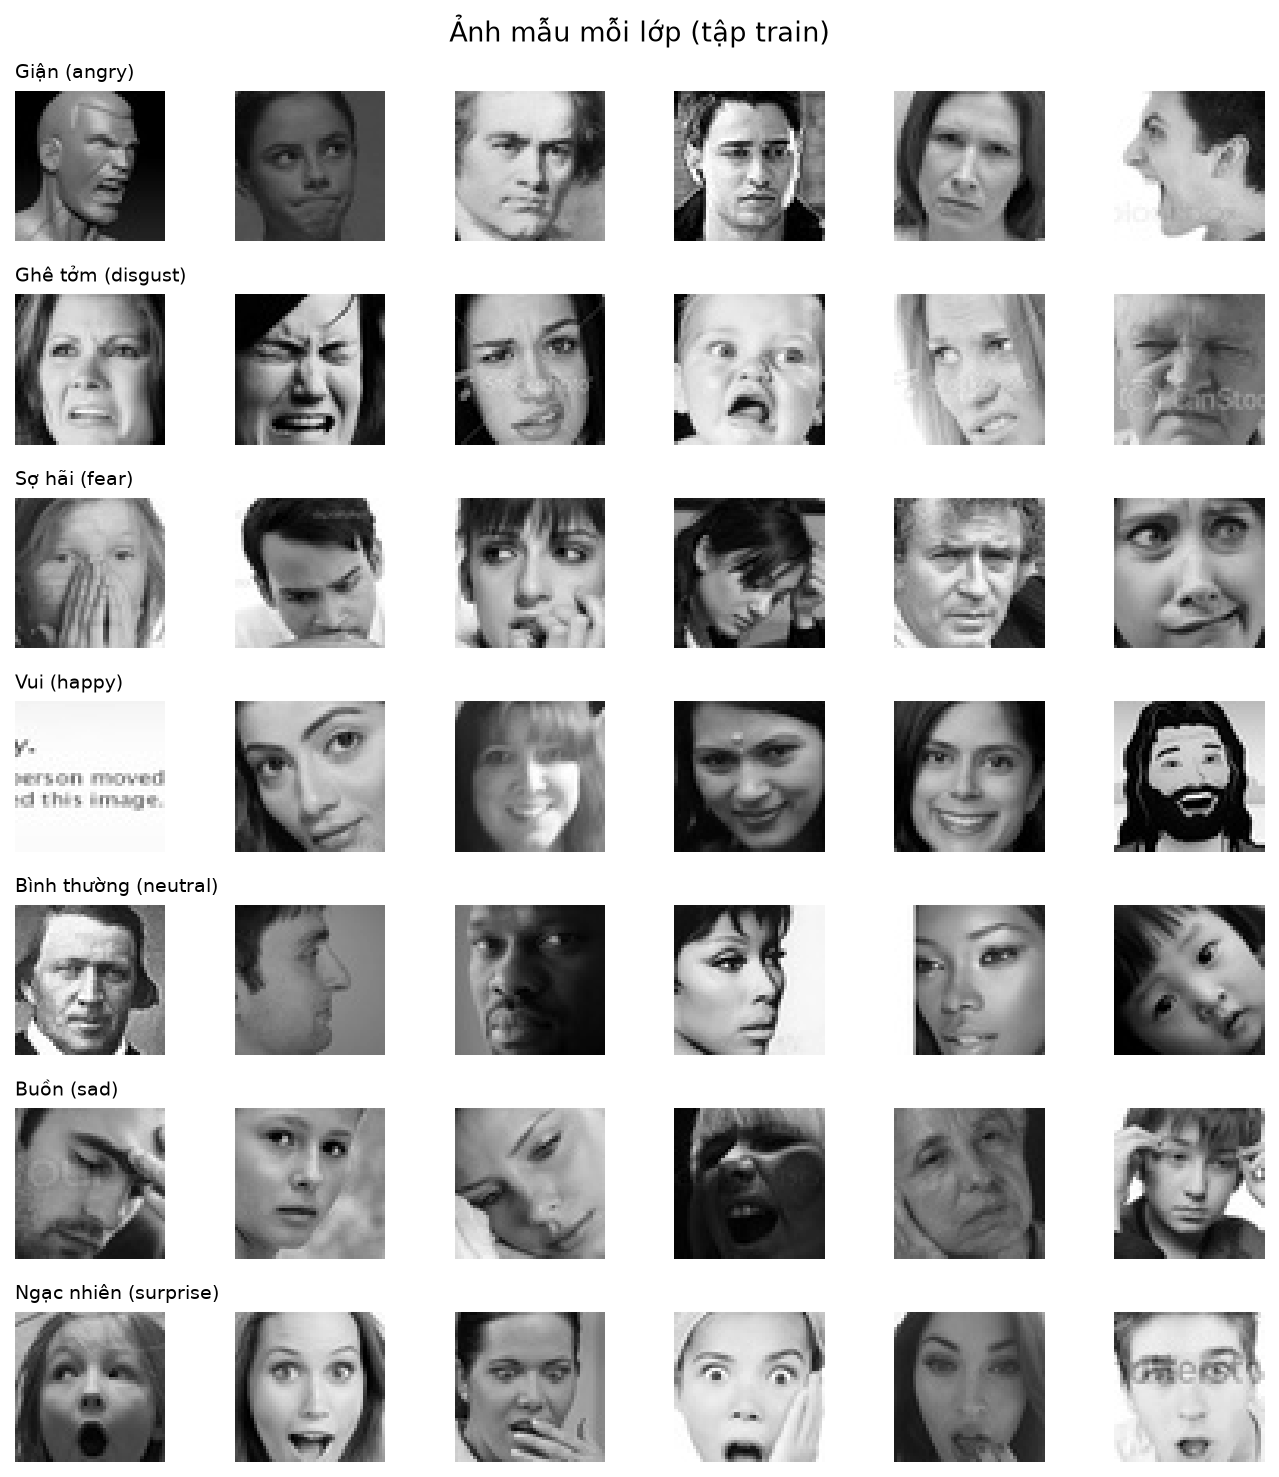 Ảnh mẫu mỗi lớp (tập train)
Giận (angry)
Ghê tởm (disgust)
Sợ hãi (fear)
Vui (happy)
y.
person moved
ed this image.
Bình thường (neutral)
Buồn (sad)
Ngạc nhiên (surprise)